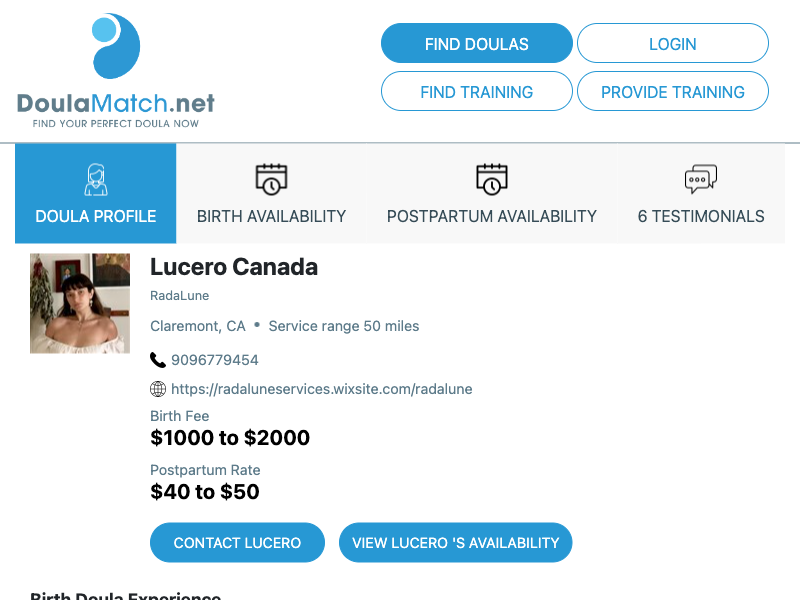 DoulaMatch.net
FIND YOUR PERFECT DOULA NOW
FIND DOULAS
LOGIN
FIND TRAINING
PROVIDE TRAINING
DOULA PROFILE
BIRTH AVAILABILITY
POSTPARTUM AVAILABILITY
6 TESTIMONIALS
Lucero Canada
RadaLune
Claremont, CA • Service range 50 miles
9096779454
https://radaluneservices.wixsite.com/radalune
Birth Fee
$1000 to $2000
Postpartum Rate
$40 to $50
CONTACT LUCERO
VIEW LUCERO 'S AVAILABILITY
Birth Doula Experience